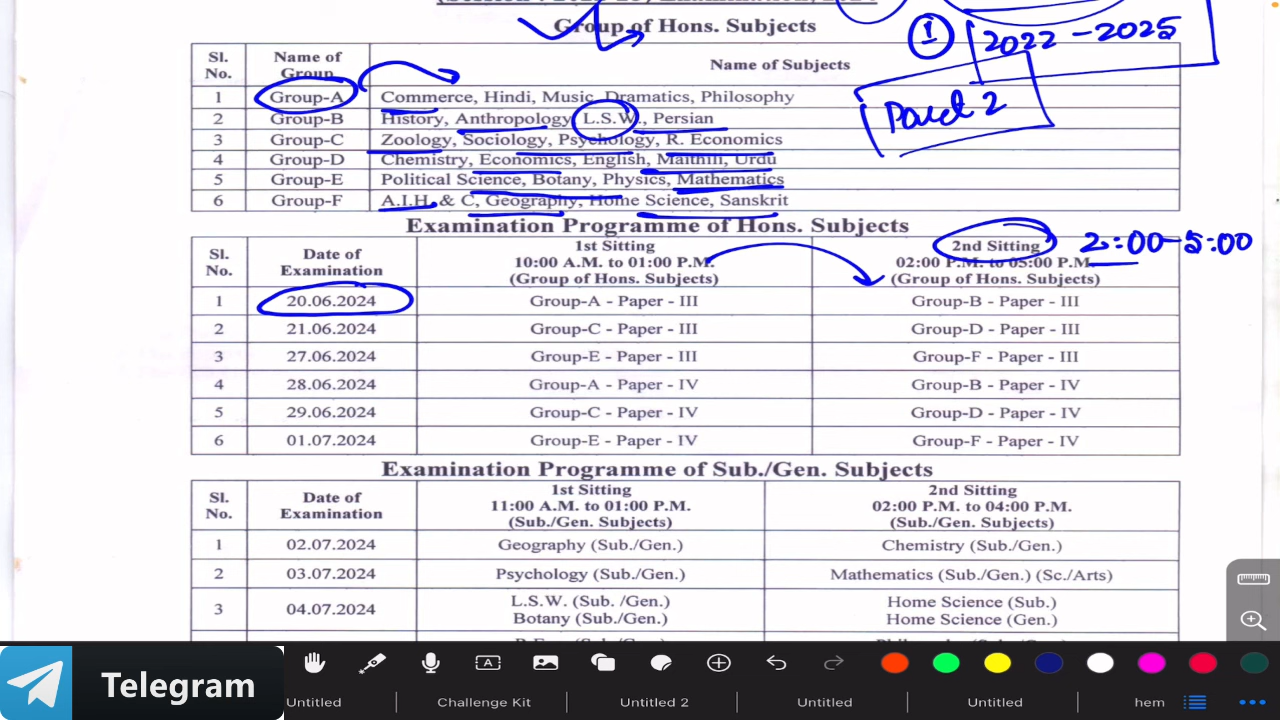 Group of Hons. Subjects
① 2022 - 2025
Part 2
Sl. No. Name of Group Name of Subjects
1 Group-A Commerce, Hindi, Music, Dramatics, Philosophy
2 Group-B History, Anthropology, L.S.W., Persian
3 Group-C Zoology, Sociology, Psychology, R. Economics
4 Group-D Chemistry, Economics, English, Maithili, Urdu
5 Group-E Political Science, Botany, Physics, Mathematics
6 Group-F A.I.H. & C, Geography, Home Science, Sanskrit
Examination Programme of Hons. Subjects
Sl. No. Date of Examination 1st Sitting 10:00 A.M. to 01:00 P.M. (Group of Hons. Subjects) 2nd Sitting 02:00 P.M. to 05:00 P.M. (Group of Hons. Subjects)
2:00-5:00
1 20.06.2024 Group-A - Paper - III Group-B - Paper - III
2 21.06.2024 Group-C - Paper - III Group-D - Paper - III
3 27.06.2024 Group-E - Paper - III Group-F - Paper - III
4 28.06.2024 Group-A - Paper - IV Group-B - Paper - IV
5 29.06.2024 Group-C - Paper - IV Group-D - Paper - IV
6 01.07.2024 Group-E - Paper - IV Group-F - Paper - IV
Examination Programme of Sub./Gen. Subjects
Sl. No. Date of Examination 1st Sitting 11:00 A.M. to 01:00 P.M. (Sub./Gen. Subjects) 2nd Sitting 02:00 P.M. to 04:00 P.M. (Sub./Gen. Subjects)
1 02.07.2024 Geography (Sub./Gen.) Chemistry (Sub./Gen.)
2 03.07.2024 Psychology (Sub./Gen.) Mathematics (Sub./Gen.) (Sc./Arts)
3 04.07.2024 L.S.W. (Sub. /Gen.) Home Science (Sub.)
Botany (Sub./Gen.) Home Science (Gen.)
Telegram
Untitled Challenge Kit Untitled 2 Untitled Untitled hem